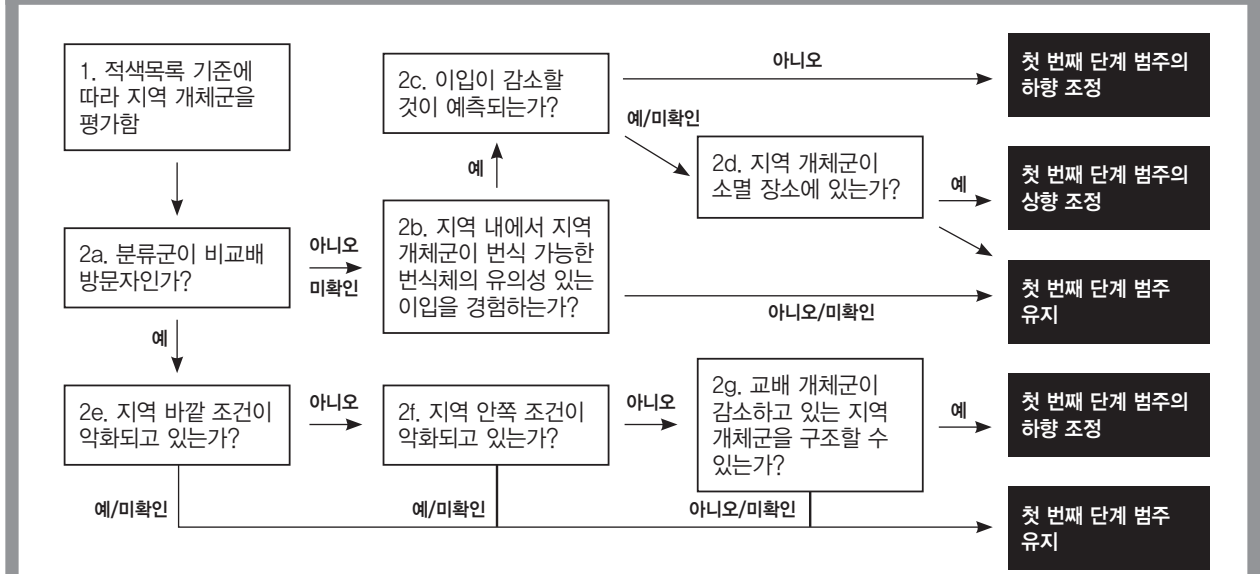 1. 적색목록 기준에
따라 지역 개체군을
평가함
2a. 분류군이 비교배
방문자인가?
아니오
미확인
예
2b. 지역 내에서 지역
개체군이 번식 가능한
번식체의 유의성 있는
이입을 경험하는가?
예
아니오/미확인
2c. 이입이 감소할
것이 예측되는가?
아니오
예/미확인
2d. 지역 개체군이
소멸 장소에 있는가?
예
첫 번째 단계 범주의
하향 조정
첫 번째 단계 범주의
상향 조정
첫 번째 단계 범주
유지
2e. 지역 바깥 조건이
악화되고 있는가?
아니오
예/미확인
2f. 지역 안쪽 조건이
악화되고 있는가?
아니오
예/미확인
2g. 교배 개체군이
감소하고 있는 지역
개체군을 구조할 수
있는가?
예
아니오/미확인
첫 번째 단계 범주의
하향 조정
첫 번째 단계 범주
유지